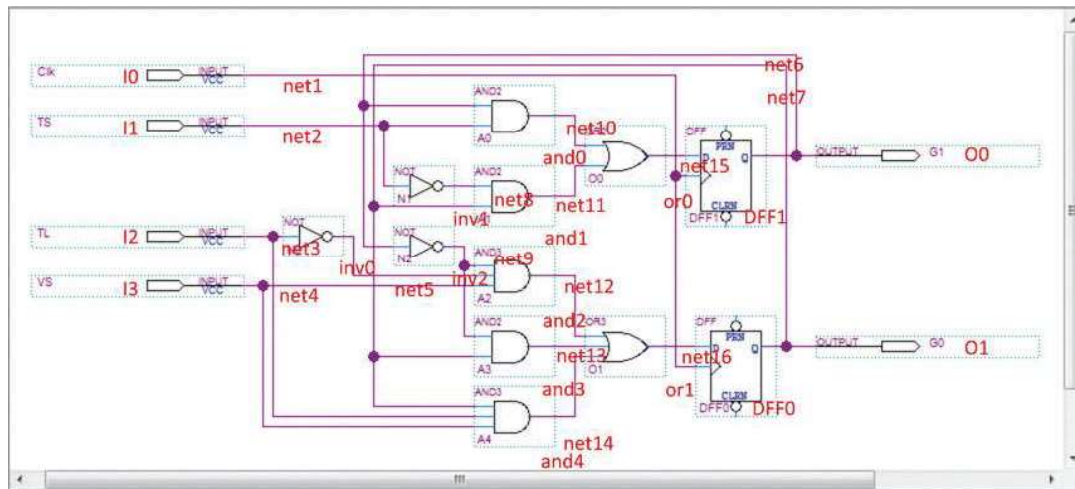 Clk I0 INPUT VCC net1
TS I1 INPUT VCC net2
TL I2 INPUT VCC net3
VS I3 INPUT VCC net4
NOT inv0 net5
NOT N1 inv1 net8
NOT N2 inv2 net9
AND2 A0 net10 and0
AND2 net11 and1
AND3 A2 net12 and2
AND2 A3 net13 and3
AND3 A4 net14 and4
O0 net15 or0
OR3 O1 net16 or1
net6
net7
DFF PRN D Q CLRN DFF1 DFF1
DFF PRN D Q CLRN DFF0 DFF0
OUTPUT G1 O0
OUTPUT G0 O1